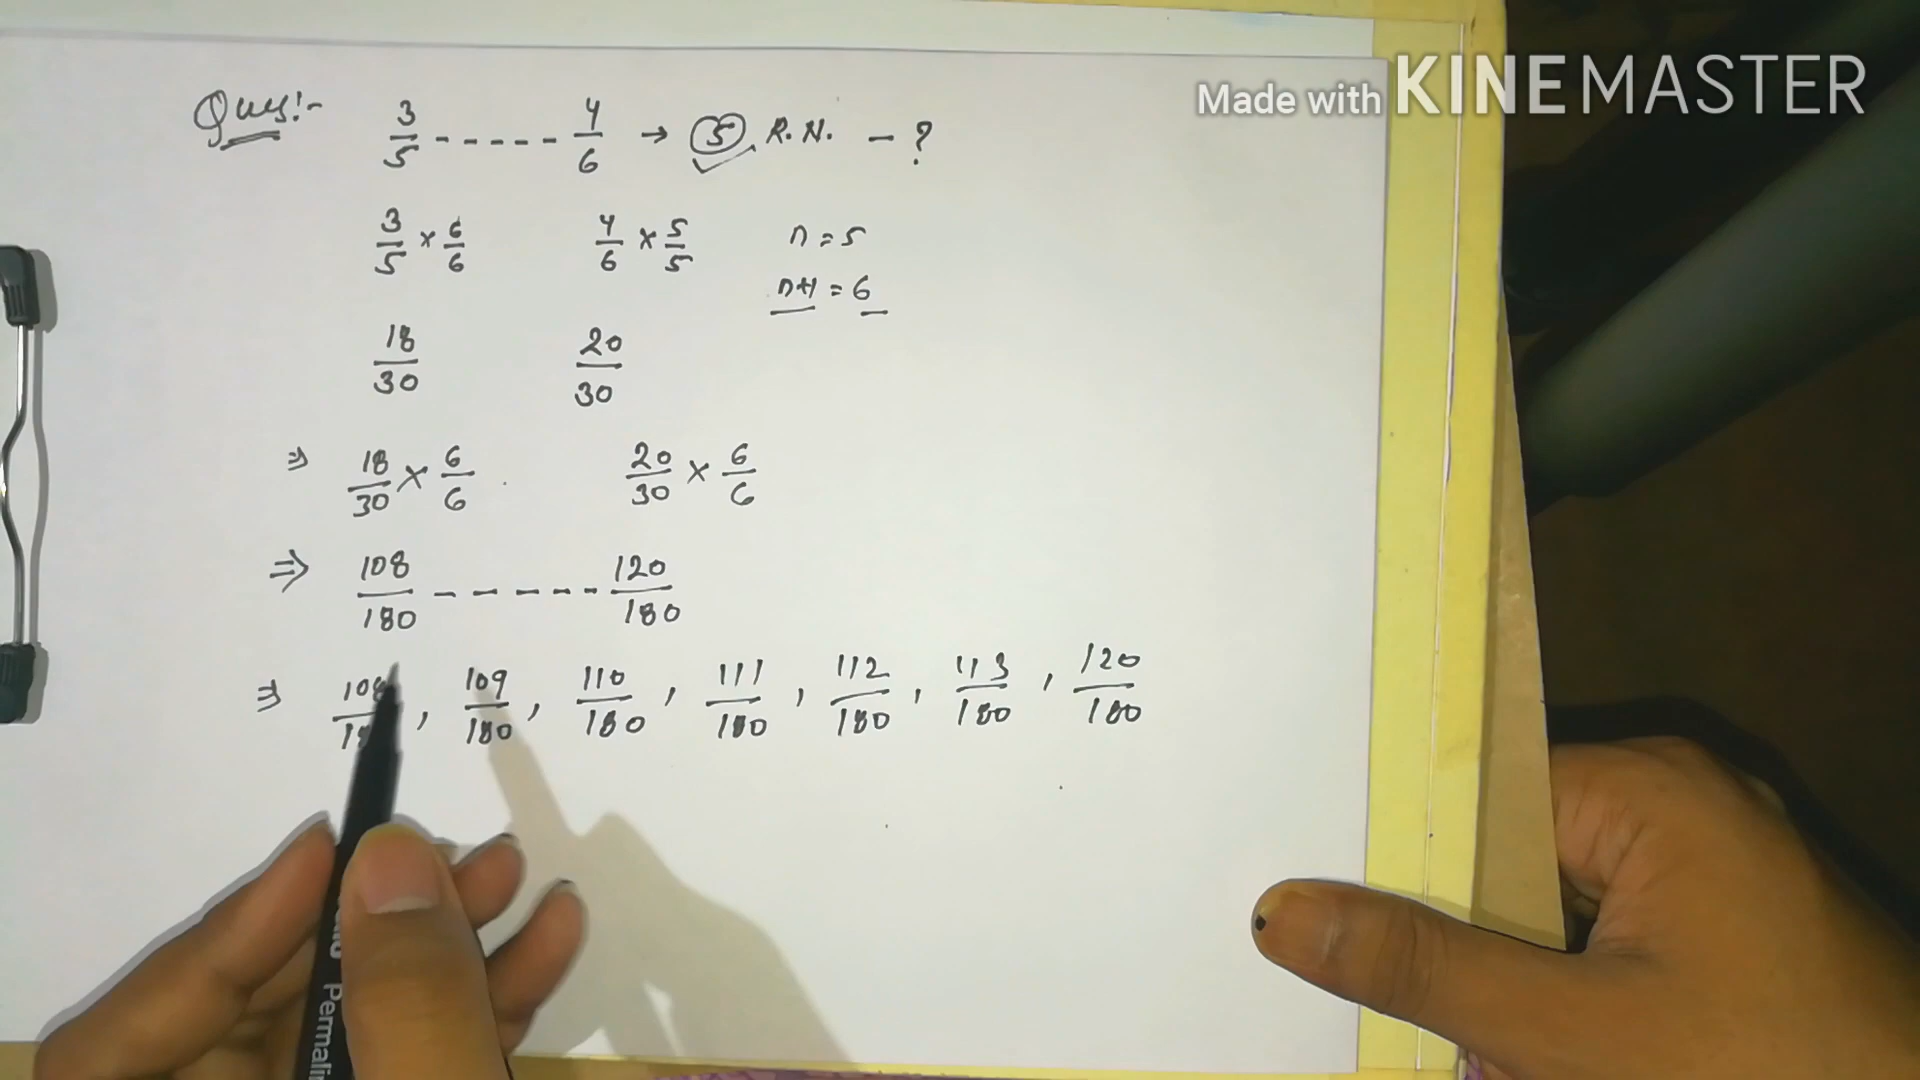 Made with KINEMASTER
Ques:- 3/5 ----- 4/6 → 5 R.N. - ?
3/5 × 6/6 4/6 × 5/5 n = 5
n+1 = 6
18/30 20/30
⇒ 18/30 × 6/6 20/30 × 6/6
⇒ 108/180 ------ 120/180
⇒ 109/180, 110/180, 111/180, 112/180, 113/180, 120/180
Permanent